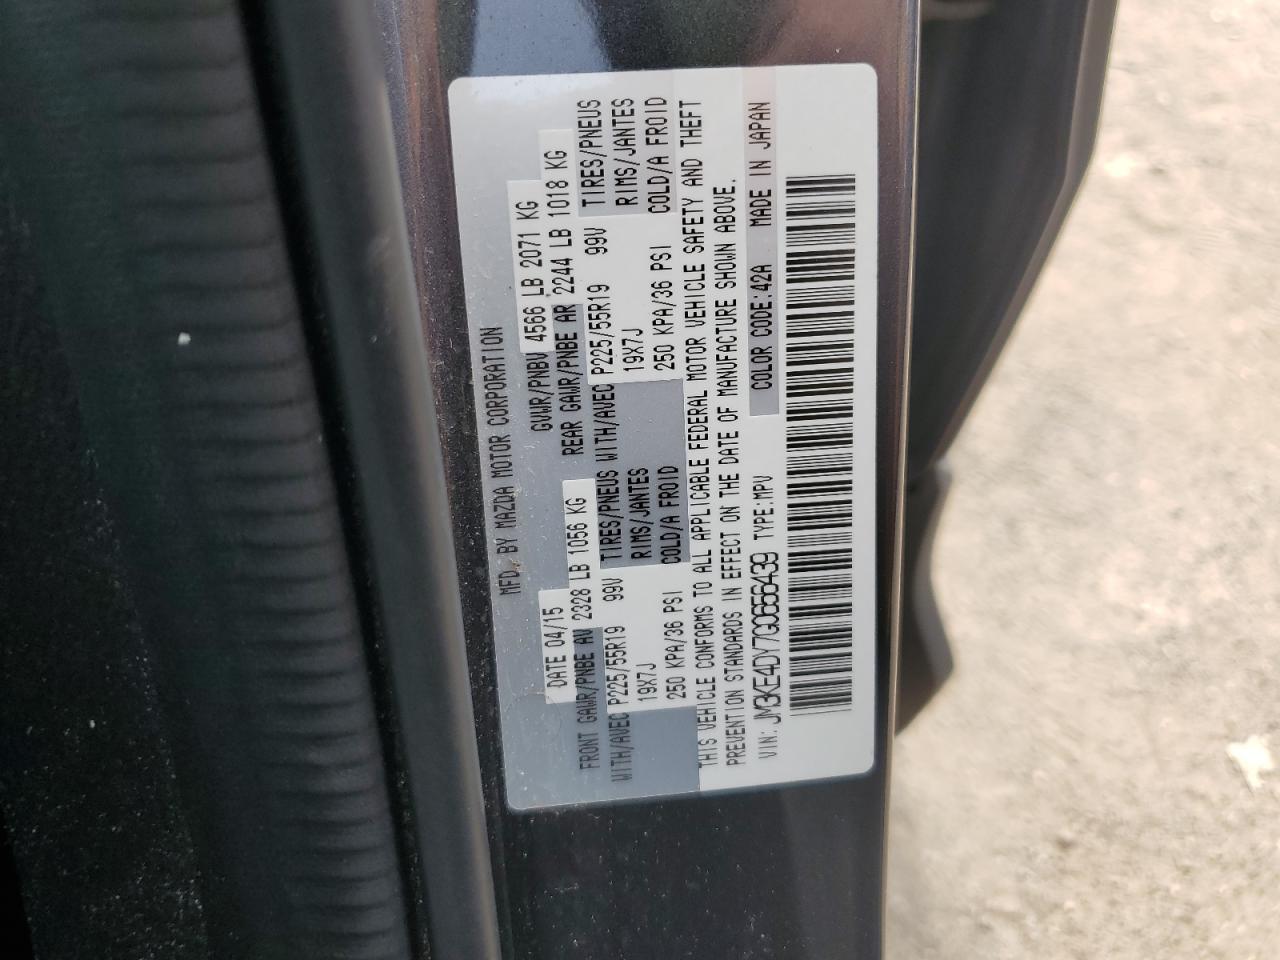 MFD. BY MAZDA MOTOR CORPORATION
DATE 04/15 GVWR/PNBV 4566 LB 2071 KG
FRONT GAWR/PNBE AV 2328 LB 1056 KG REAR GAWR/PNBE AR 2244 LB 1018 KG
WITH/AVEC P225/55R19 99V TIRES/PNEUS WITH/AVEC P225/55R19 99V TIRES/PNEUS
19X7J RIMS/JANTES 19X7J RIMS/JANTES
250 KPA/36 PSI COLD/A FROID 250 KPA/36 PSI COLD/A FROID
THIS VEHICLE CONFORMS TO ALL APPLICABLE FEDERAL MOTOR VEHICLE SAFETY AND THEFT
PREVENTION STANDARDS IN EFFECT ON THE DATE OF MANUFACTURE SHOWN ABOVE.
VIN: JM3KE4DY7G0656439 TYPE:MPV COLOR CODE:42A MADE IN JAPAN